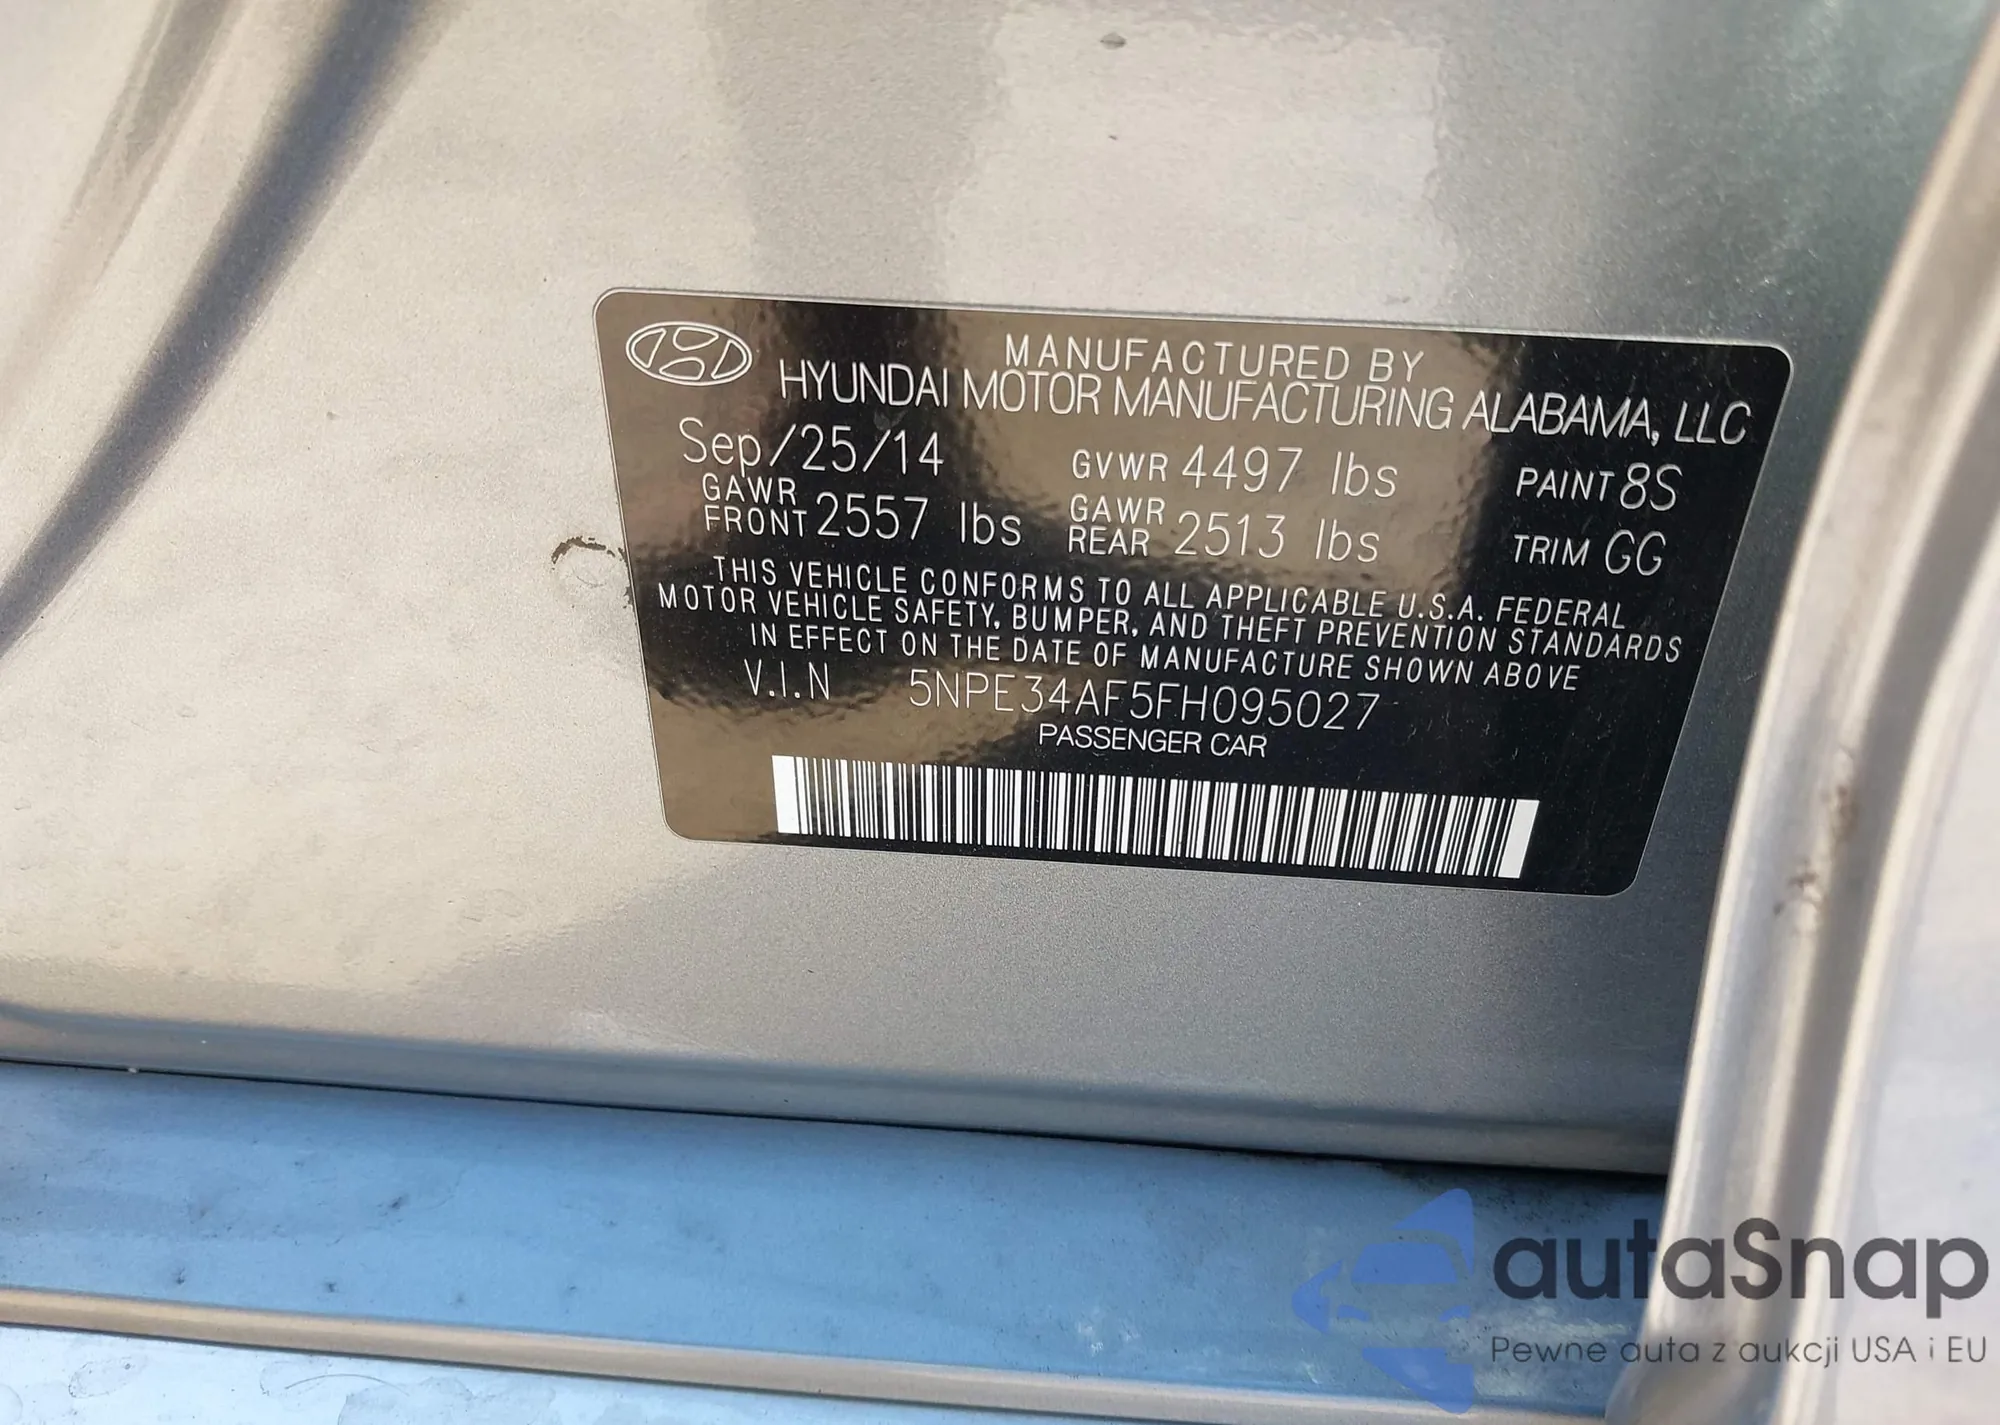 MANUFACTURED BY
HYUNDAI MOTOR MANUFACTURING ALABAMA, LLC
Sep/25/14 GVWR 4497 lbs PAINT 8S
GAWR FRONT 2557 lbs GAWR REAR 2513 lbs TRIM GG
THIS VEHICLE CONFORMS TO ALL APPLICABLE U.S.A. FEDERAL
MOTOR VEHICLE SAFETY, BUMPER, AND THEFT PREVENTION STANDARDS
IN EFFECT ON THE DATE OF MANUFACTURE SHOWN ABOVE
V.I.N 5NPE34AF5FH095027
PASSENGER CAR
autaSnap
Pewne auta z aukcji USA i EU